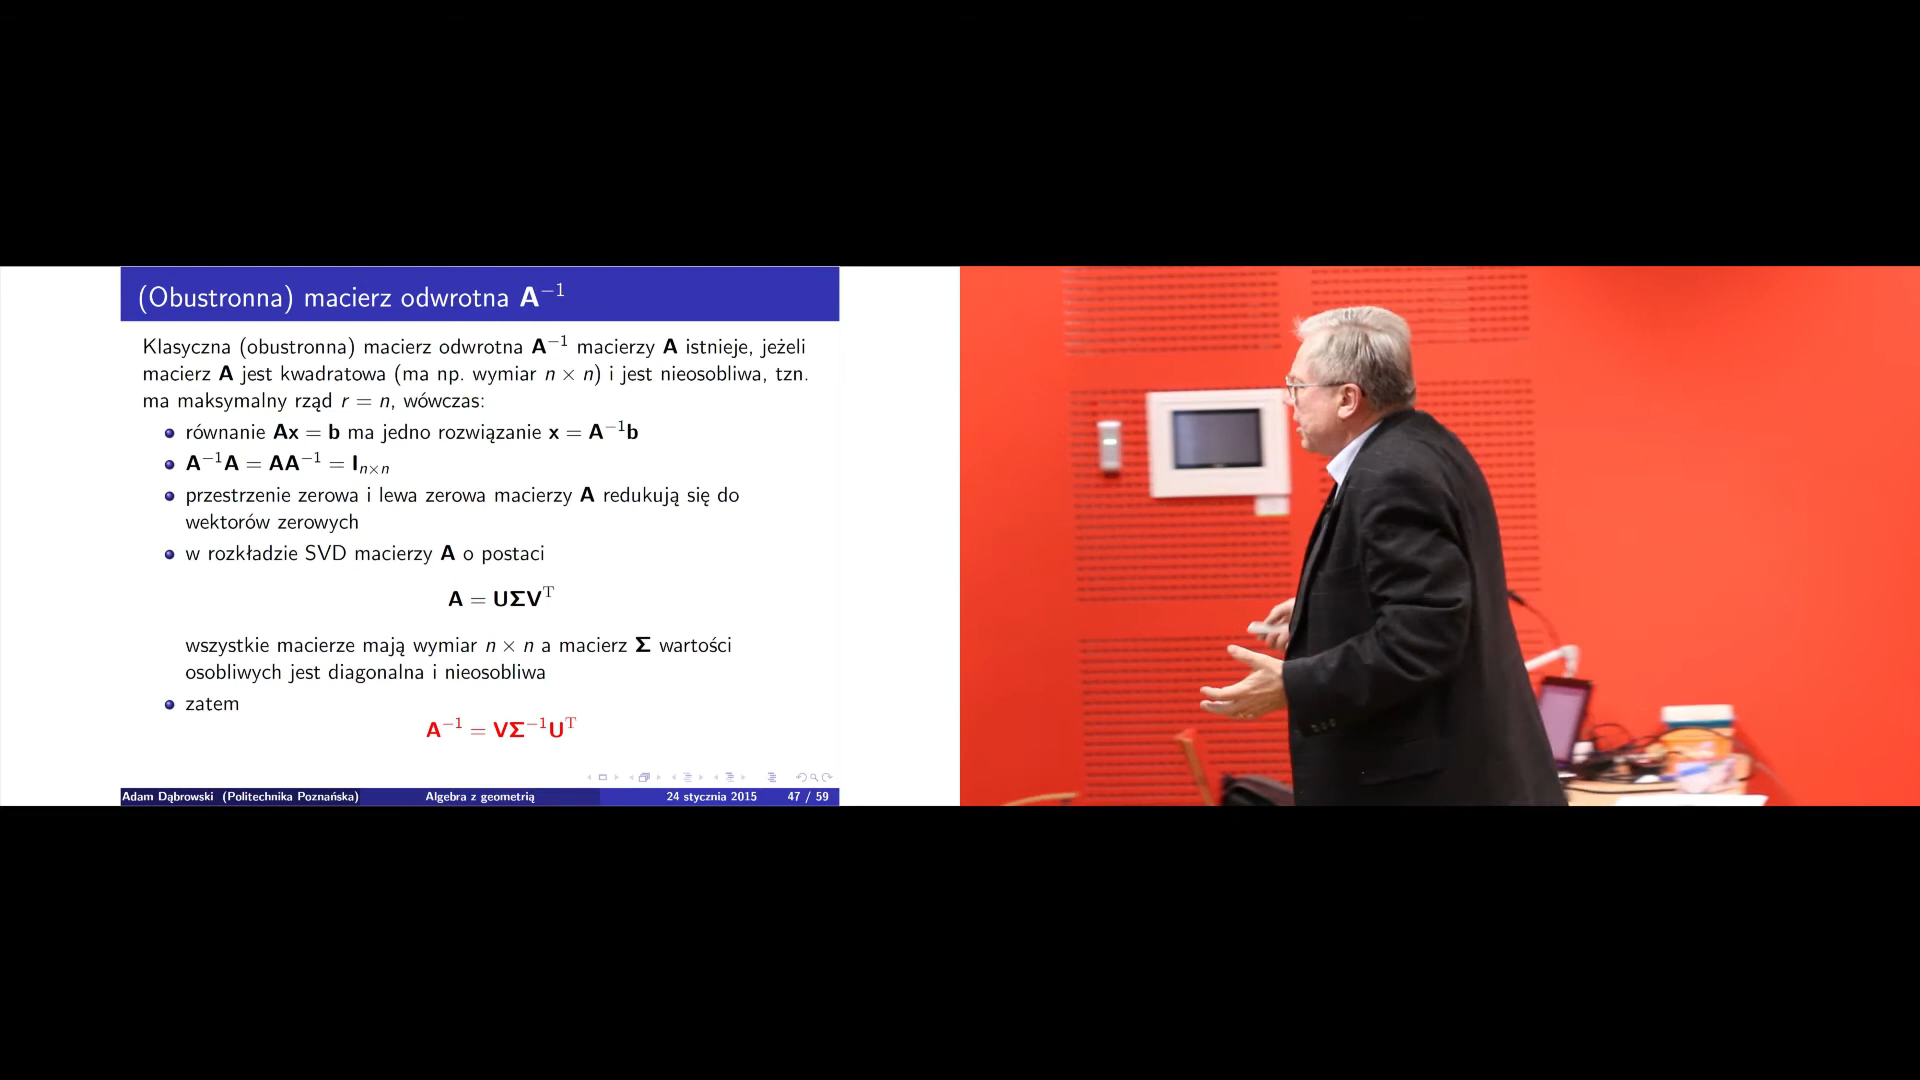 (Obustronna) macierz odwrotna A⁻¹
Klasyczna (obustronna) macierz odwrotna A⁻¹ macierzy A istnieje, jeżeli
macierz A jest kwadratowa (ma np. wymiar n × n) i jest nieosobliwa, tzn.
ma maksymalny rząd r = n, wówczas:
równanie Ax = b ma jedno rozwiązanie x = A⁻¹b
A⁻¹A = AA⁻¹ = Iₙₓₙ
przestrzenie zerowa i lewa zerowa macierzy A redukują się do
wektorów zerowych
w rozkładzie SVD macierzy A o postaci
A = UΣVᵀ
wszystkie macierze mają wymiar n × n a macierz Σ wartości
osobliwych jest diagonalna i nieosobliwa
zatem
A⁻¹ = VΣ⁻¹Uᵀ
Adam Dąbrowski (Politechnika Poznańska) Algebra z geometrią 24 stycznia 2015 47 / 59